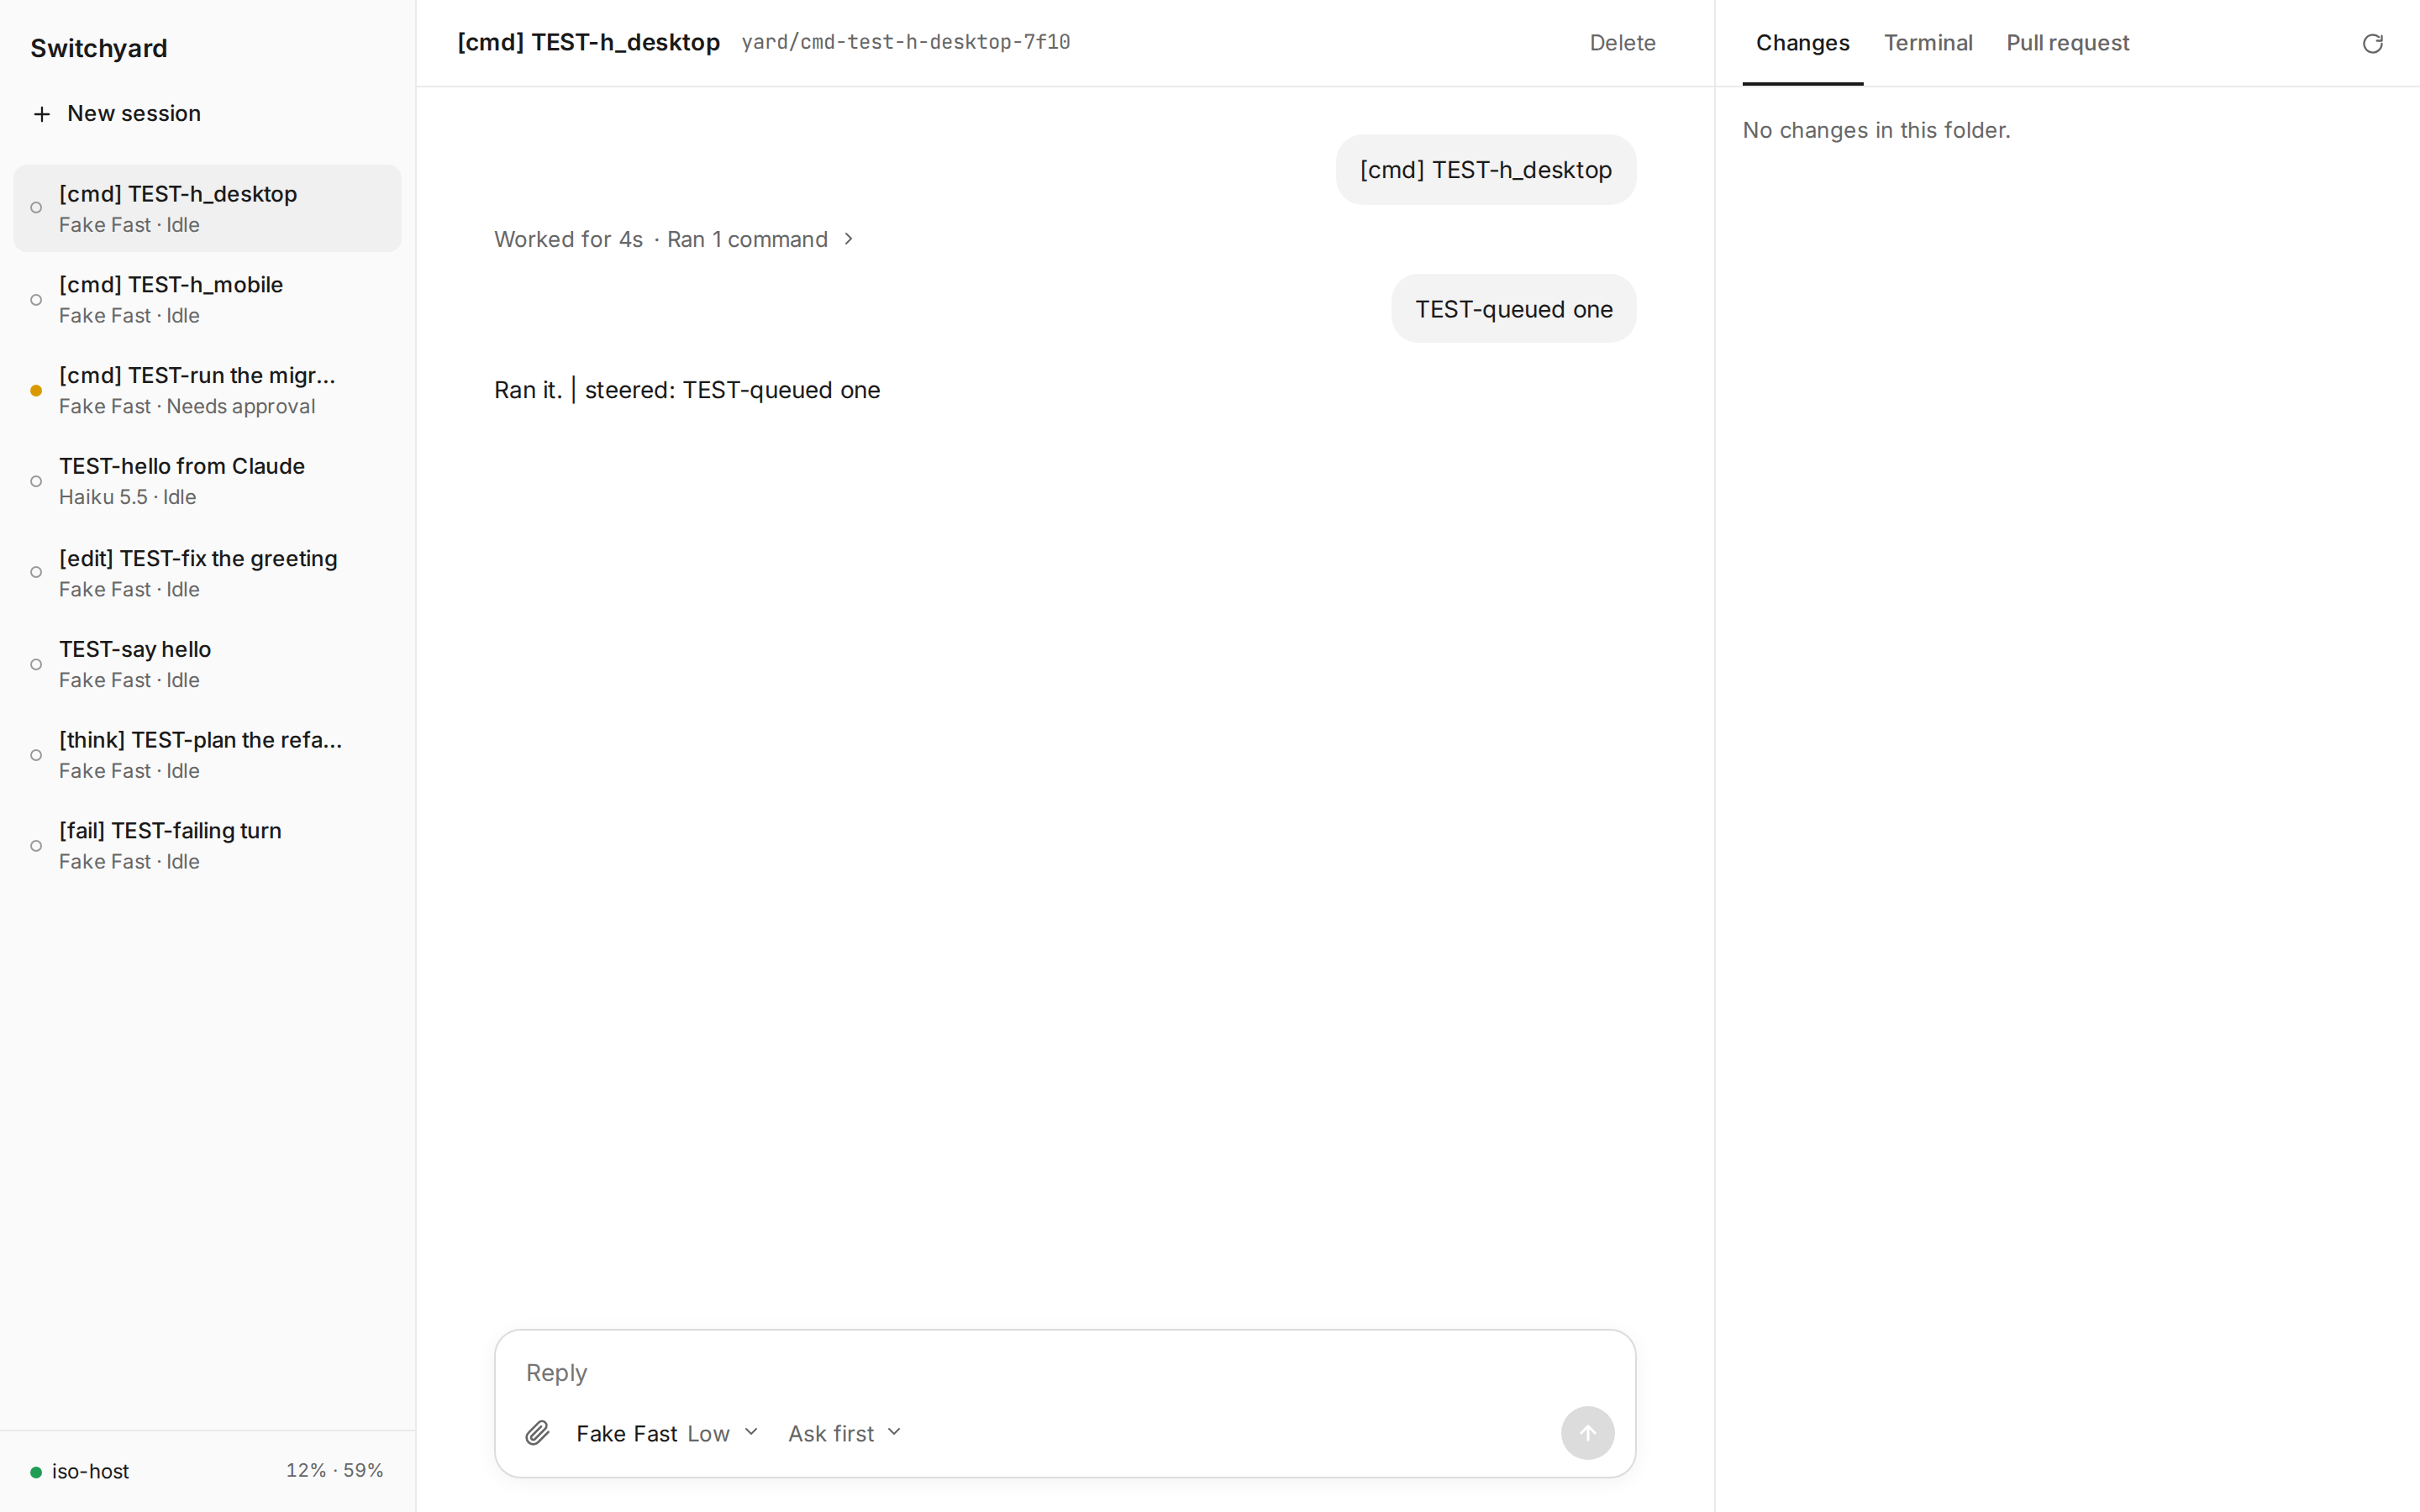 Switchyard
New session
[cmd] TEST-h_desktop
Fake Fast · Idle
[cmd] TEST-h_mobile
Fake Fast · Idle
[cmd] TEST-run the migr...
Fake Fast · Needs approval
TEST-hello from Claude
Haiku 5.5 · Idle
[edit] TEST-fix the greeting
Fake Fast · Idle
TEST-say hello
Fake Fast · Idle
[think] TEST-plan the refa...
Fake Fast · Idle
[fail] TEST-failing turn
Fake Fast · Idle
iso-host 12% · 59%
[cmd] TEST-h_desktop yard/cmd-test-h-desktop-7f10 Delete
[cmd] TEST-h_desktop
Worked for 4s · Ran 1 command
TEST-queued one
Ran it. | steered: TEST-queued one
Reply
Fake Fast Low Ask first
Changes Terminal Pull request
No changes in this folder.